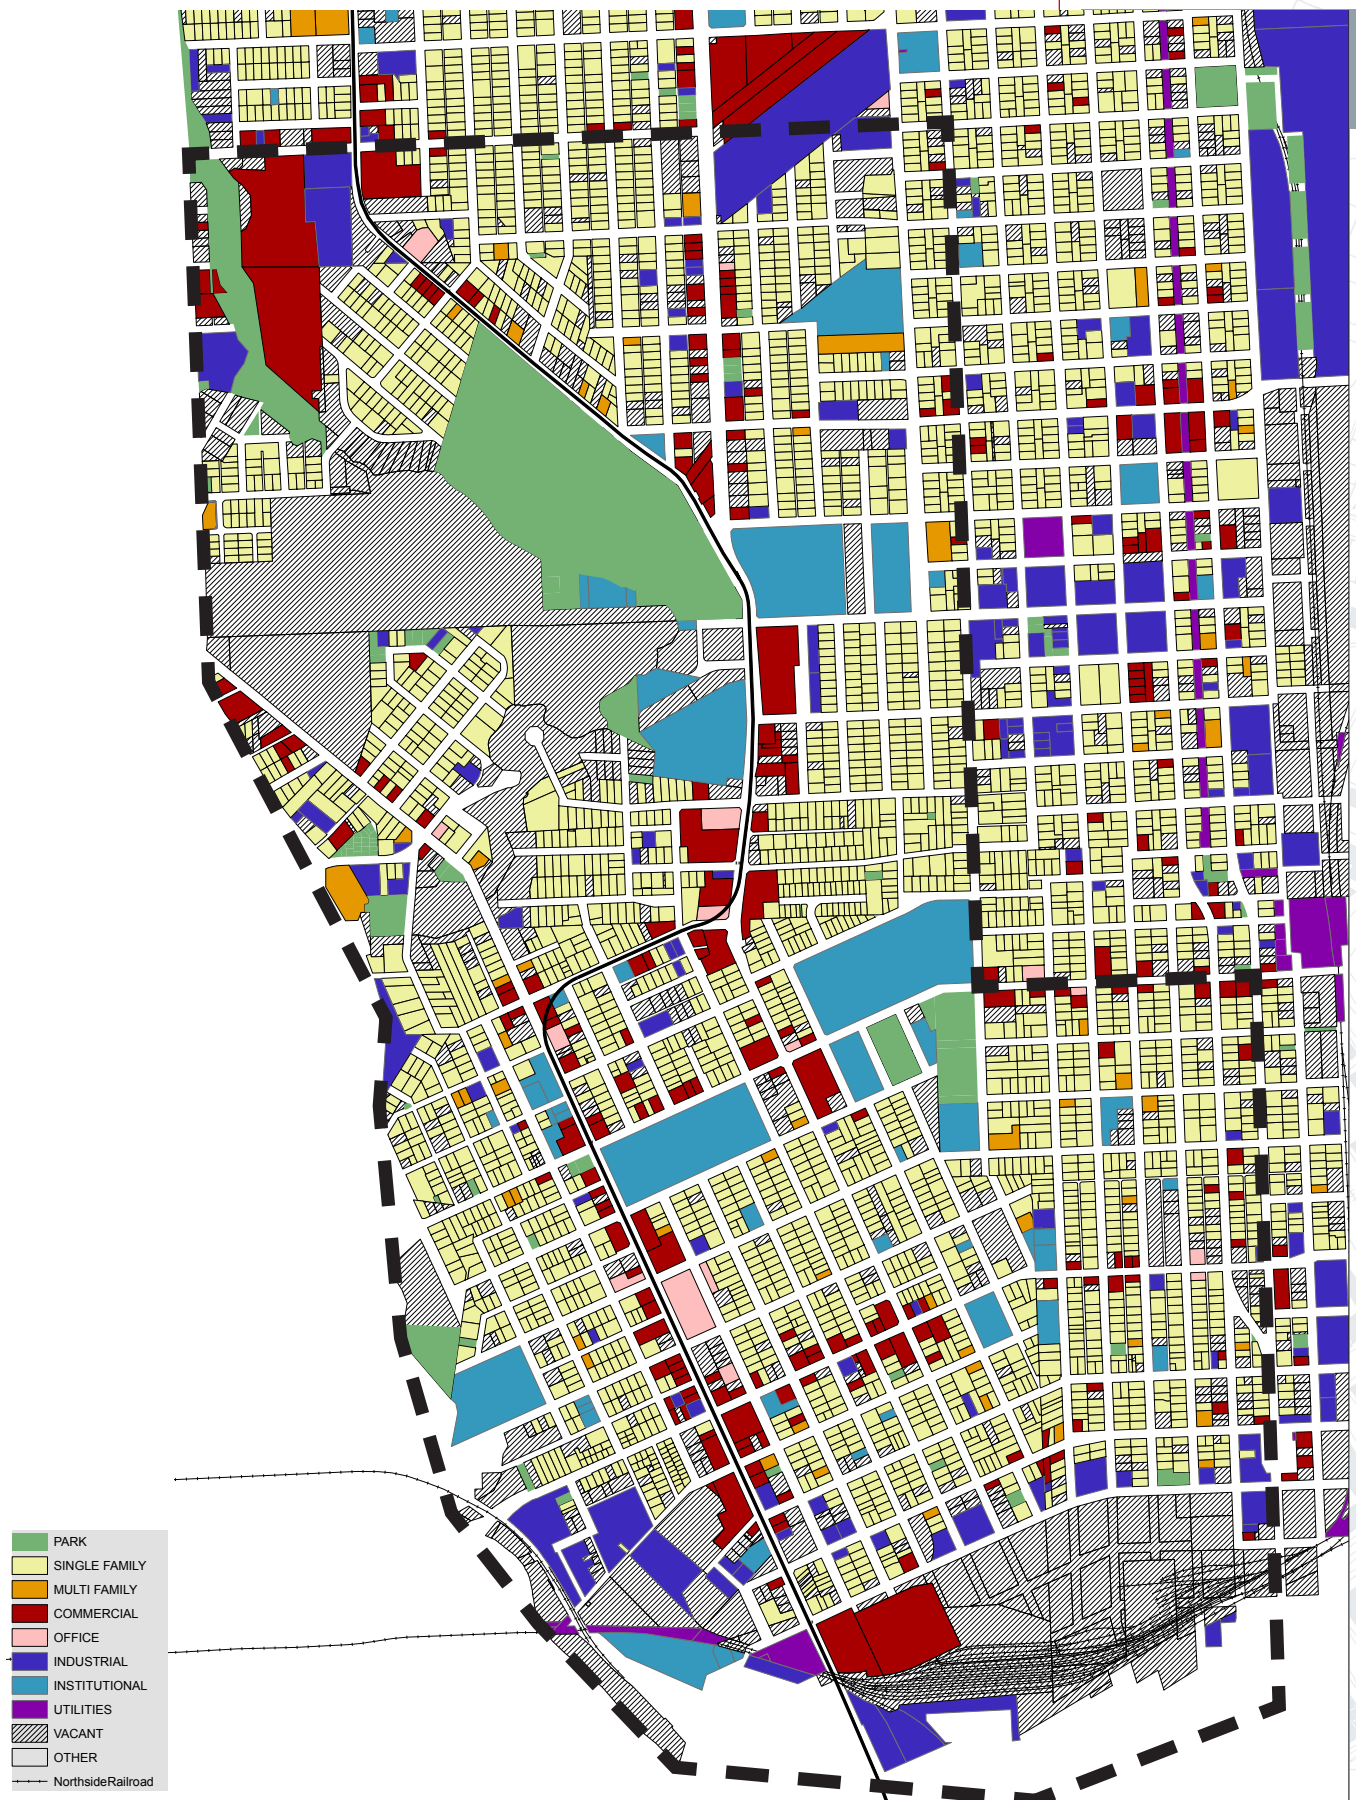 PARK
SINGLE FAMILY
MULTI FAMILY
COMMERCIAL
OFFICE
INDUSTRIAL
INSTITUTIONAL
UTILITIES
VACANT
OTHER
NorthsideRailroad